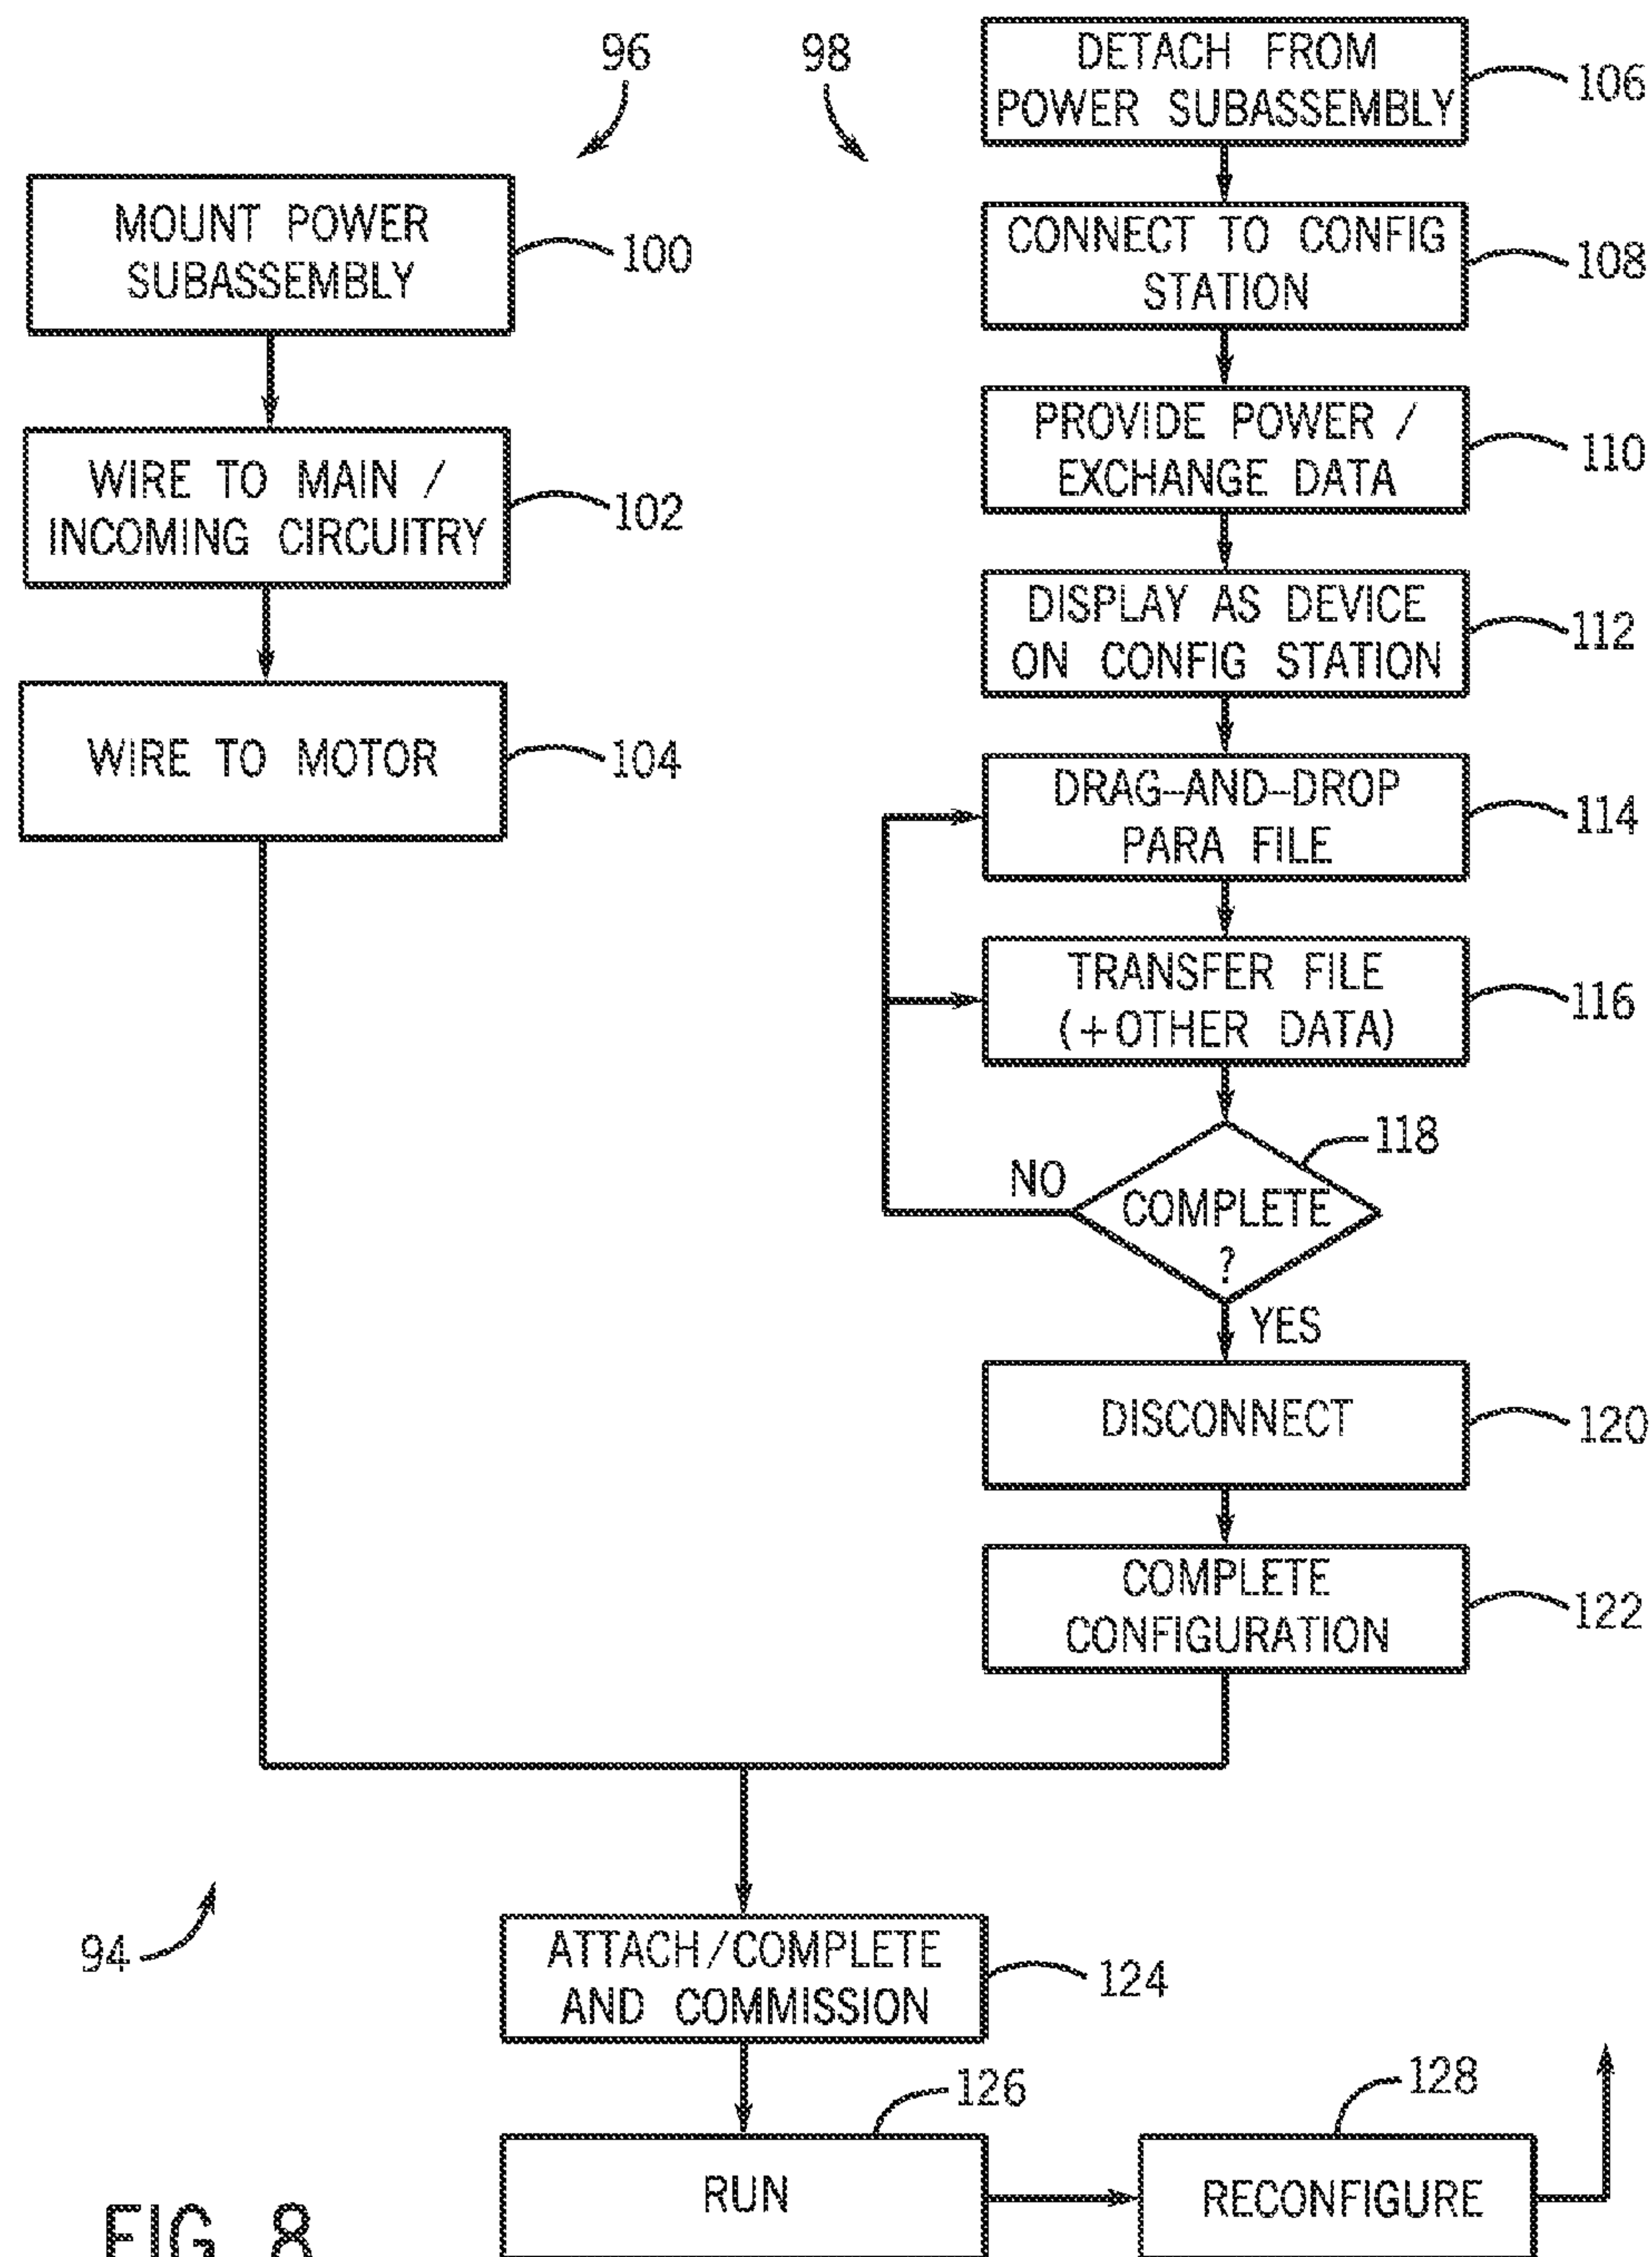 96
98
DETACH FROM
POWER SUBASSEMBLY
106
MOUNT POWER
SUBASSEMBLY
100
CONNECT TO CONFIG
STATION
108
PROVIDE POWER /
EXCHANGE DATA
110
WIRE TO MAIN /
INCOMING CIRCUITRY
102
DISPLAY AS DEVICE
ON CONFIG STATION
112
WIRE TO MOTOR
104
DRAG-AND-DROP
PARA FILE
114
TRANSFER FILE
(+OTHER DATA)
116
118
NO
COMPLETE
?
YES
DISCONNECT
120
COMPLETE
CONFIGURATION
122
94
ATTACH/COMPLETE
AND COMMISSION
124
126
128
RUN
RECONFIGURE
FIG. 8